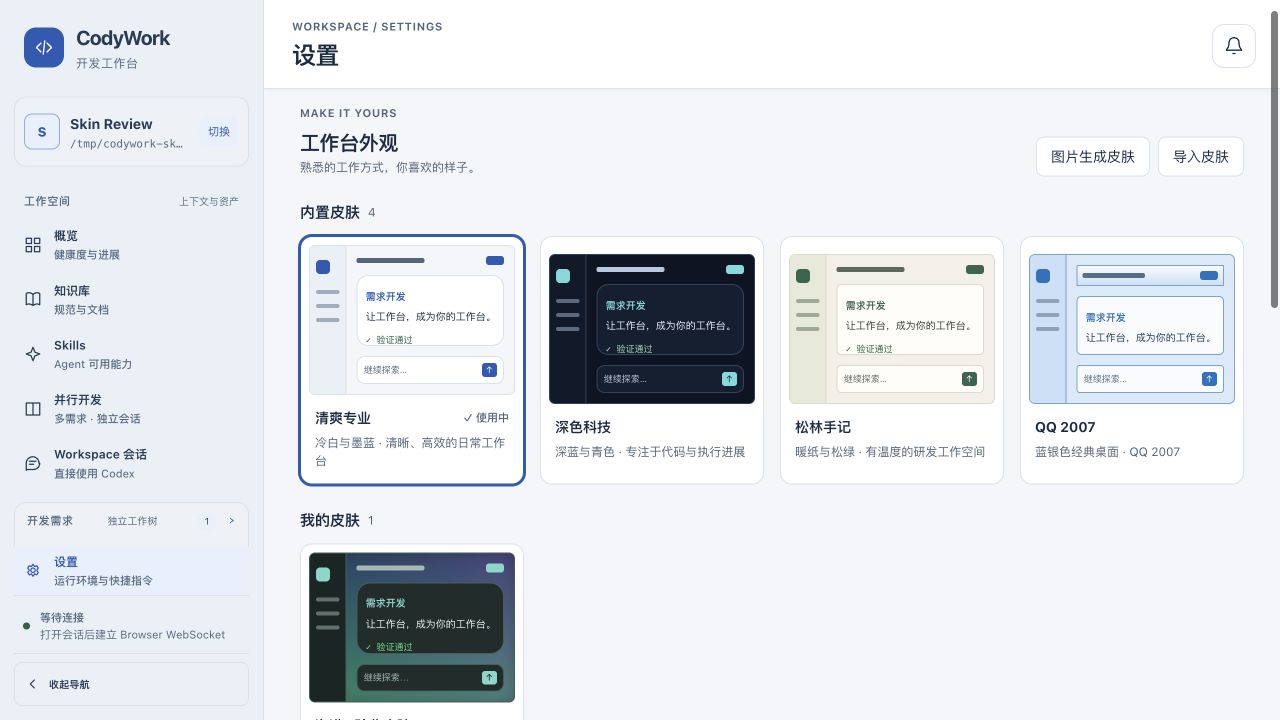 CodyWork
开发工作台
S
Skin Review
/tmp/codywork-sk…
切换
工作空间
上下文与资产
概览
健康度与进展
知识库
规范与文档
Skills
Agent 可用能力
并行开发
多需求 · 独立会话
Workspace 会话
直接使用 Codex
开发需求
独立工作树
1
设置
运行环境与快捷指令
等待连接
打开会话后建立 Browser WebSocket
收起导航
WORKSPACE / SETTINGS
设置
MAKE IT YOURS
工作台外观
熟悉的工作方式，你喜欢的样子。
图片生成皮肤
导入皮肤
内置皮肤 4
需求开发
让工作台，成为你的工作台。
✓ 验证通过
继续探索…
↑
清爽专业
✓ 使用中
冷白与墨蓝 · 清晰、高效的日常工作
台
需求开发
让工作台，成为你的工作台。
✓ 验证通过
继续探索…
↑
深色科技
深蓝与青色 · 专注于代码与执行进展
需求开发
让工作台，成为你的工作台。
✓ 验证通过
继续探索…
↑
松林手记
暖纸与松绿 · 有温度的研发工作空间
需求开发
让工作台，成为你的工作台。
继续探索…
↑
QQ 2007
蓝银色经典桌面 · QQ 2007
我的皮肤 1
需求开发
让工作台，成为你的工作台。
✓ 验证通过
继续探索…
↑